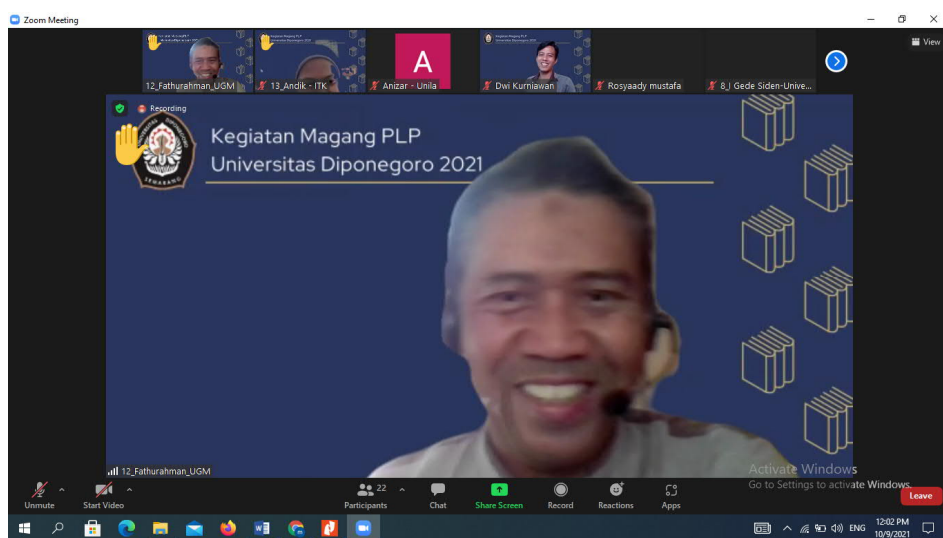 Zoom Meeting
View
12_Fathurahman_UGM
13_Andik - ITK
A
Anizar - Unila
Dwi Kurniawan
Rosyaady mustafa
8_I Gede Siden-Unive...
Recording
Kegiatan Magang PLP
Universitas Diponegoro 2021
SEMARANG
12_Fathurahman_UGM
Activate Windows
Go to Settings to activate Windows.
Unmute
Start Video
22
Participants
Chat
Share Screen
Record
Reactions
Apps
Leave
ENG
12:02 PM
10/9/2021